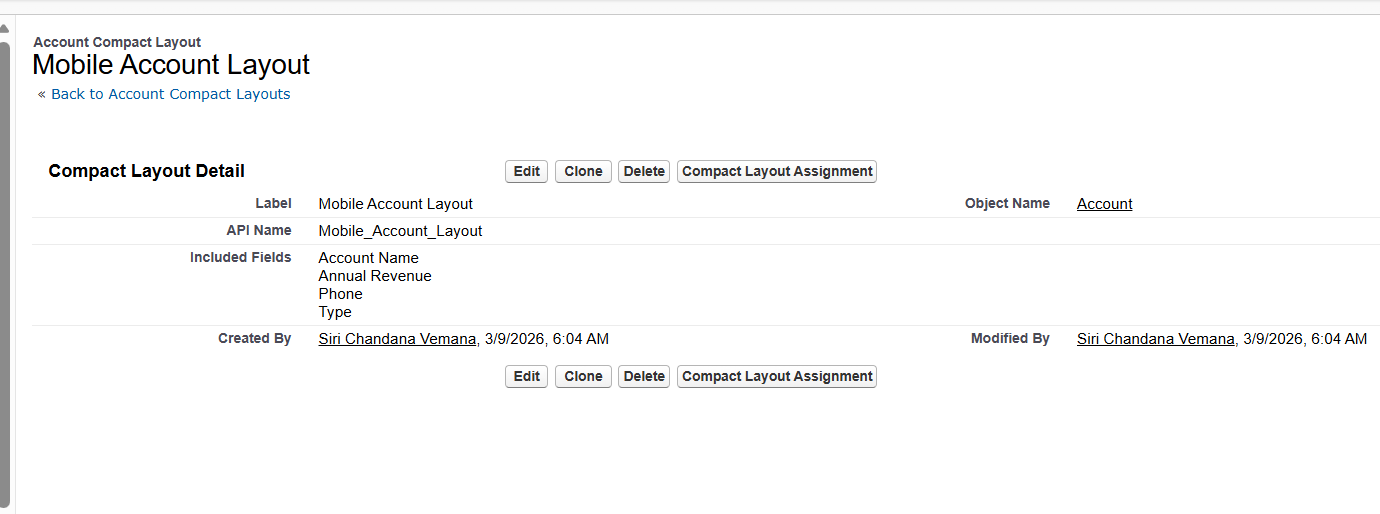 Account Compact Layout
Mobile Account Layout
« Back to Account Compact Layouts
Compact Layout Detail Edit Clone Delete Compact Layout Assignment
Label Mobile Account Layout Object Name Account
API Name Mobile_Account_Layout
Included Fields Account Name
Annual Revenue
Phone
Type
Created By Siri Chandana Vemana, 3/9/2026, 6:04 AM Modified By Siri Chandana Vemana, 3/9/2026, 6:04 AM
Edit Clone Delete Compact Layout Assignment